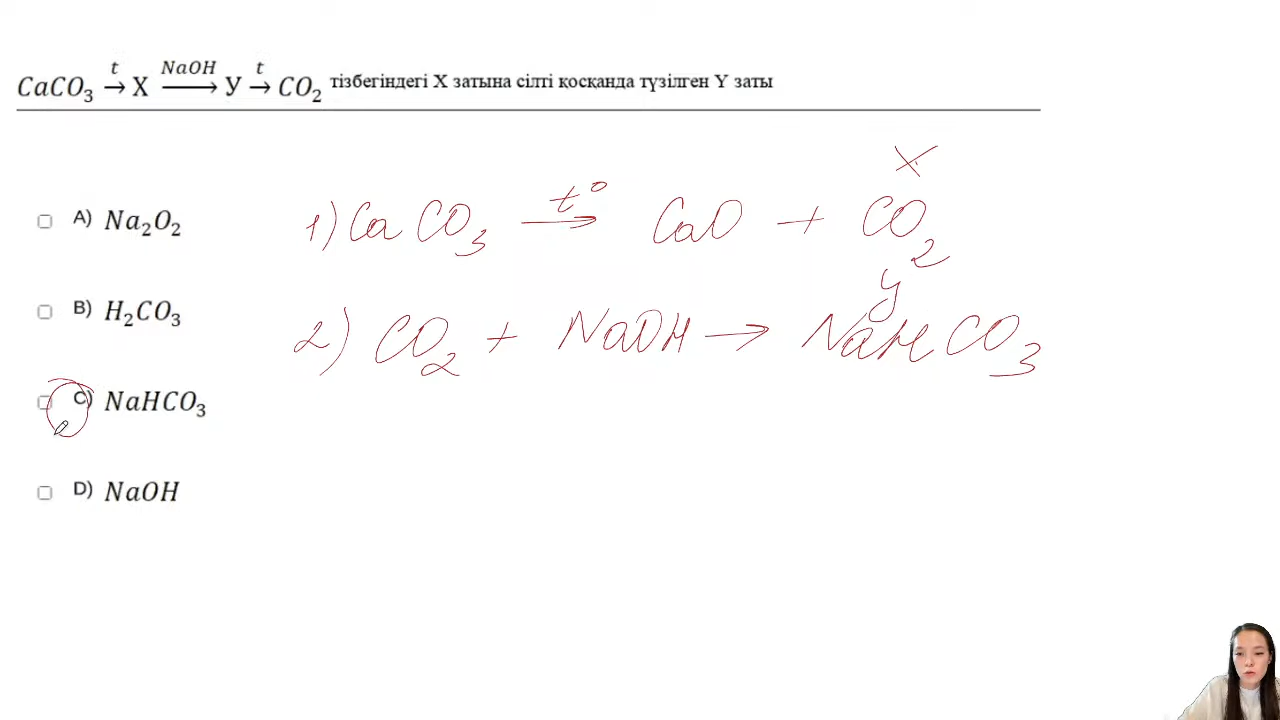 CaCO₃ →(t) X →(NaOH) У →(t) CO₂ тізбегіндегі X затына сілті қосқанда түзілген Y заты
X
1) CaCO₃ →(t°) CaO + CO₂
У
2) CO₂ + NaOH → NaHCO₃
A) Na₂O₂
B) H₂CO₃
C) NaHCO₃
D) NaOH